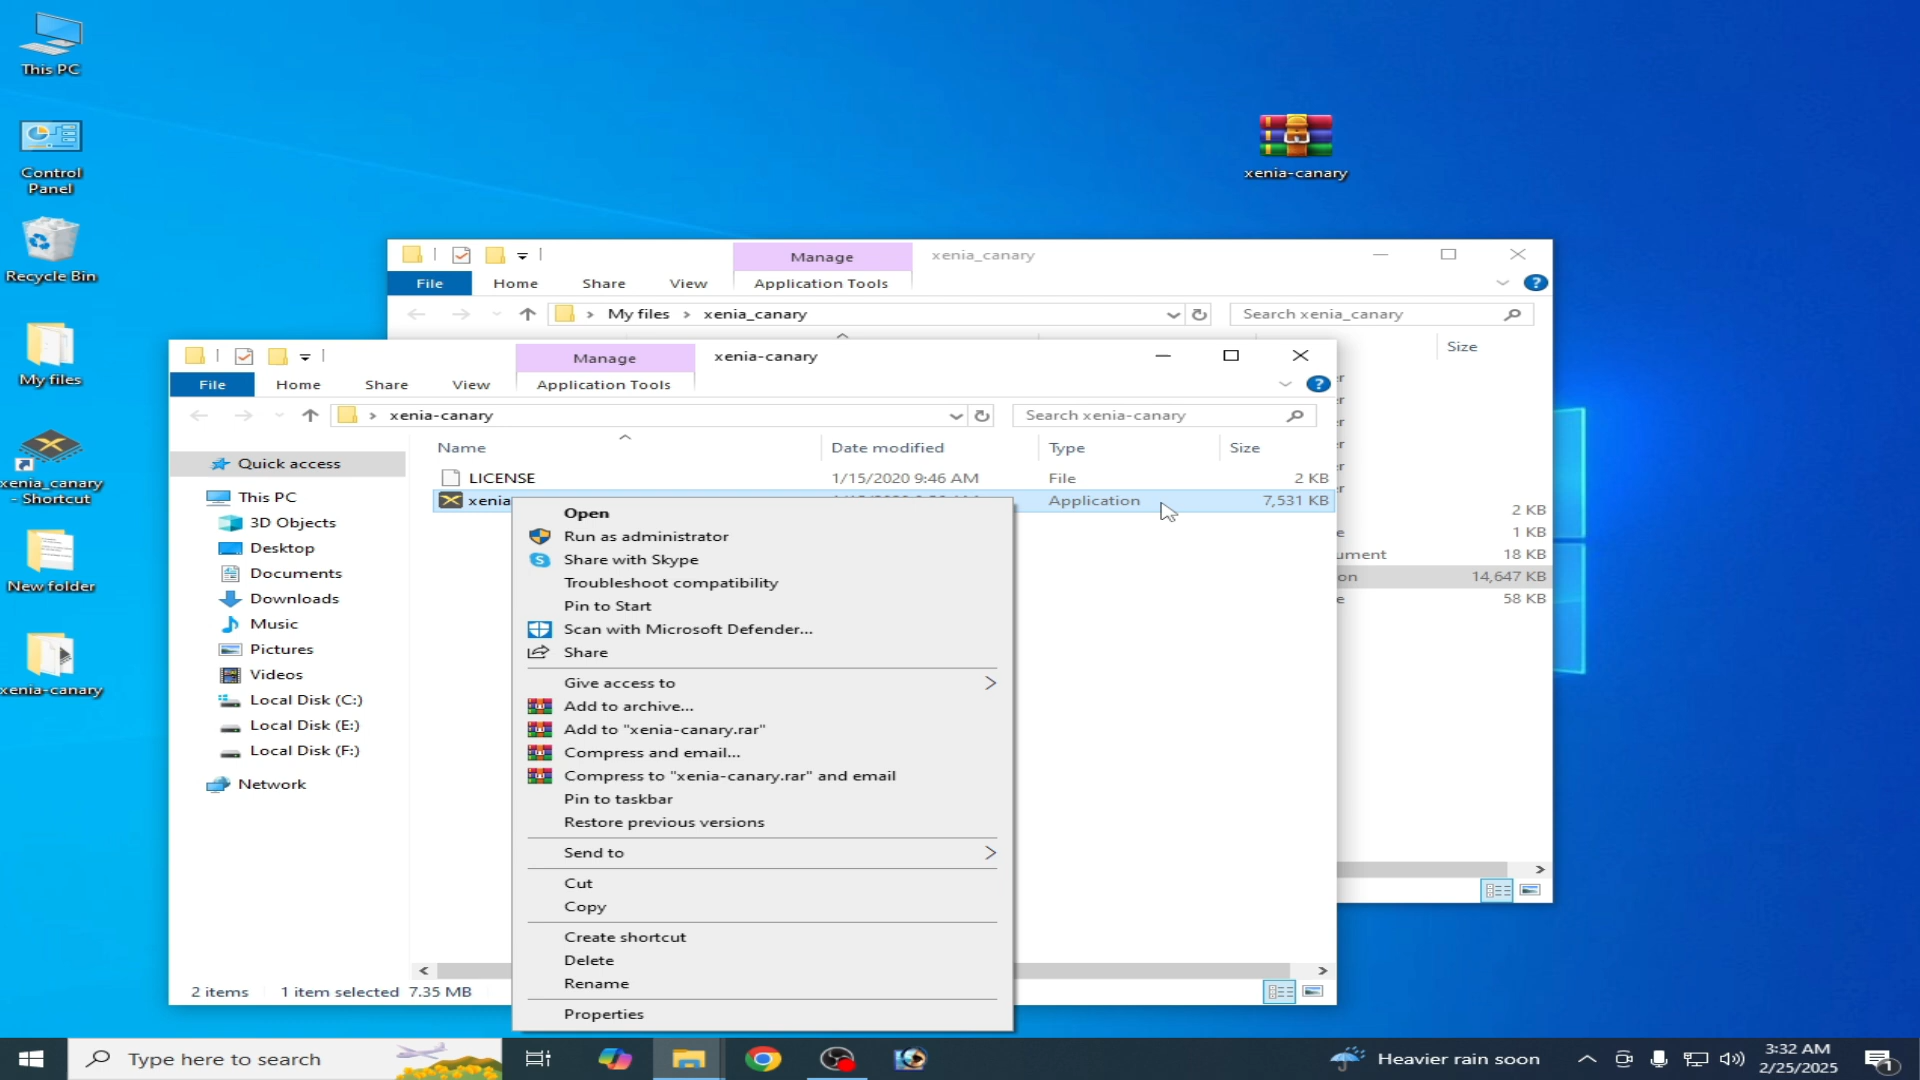 This PC
Control
Panel
Recycle Bin
My files
xenia_canary
- Shortcut
New folder
xenia-canary
xenia-canary
Manage
xenia_canary
File
Home
Share
View
Application Tools
My files
xenia_canary
Search xenia_canary
Size
2 KB
1 KB
18 KB
14,647 KB
58 KB
Manage
xenia-canary
File
Home
Share
View
Application Tools
xenia-canary
Search xenia-canary
Name
Date modified
Type
Size
LICENSE
1/15/2020 9:46 AM
File
2 KB
xenia
Application
7,531 KB
Quick access
This PC
3D Objects
Desktop
Documents
Downloads
Music
Pictures
Videos
Local Disk (C:)
Local Disk (E:)
Local Disk (F:)
Network
Open
Run as administrator
Share with Skype
Troubleshoot compatibility
Pin to Start
Scan with Microsoft Defender...
Share
Give access to
Add to archive...
Add to "xenia-canary.rar"
Compress and email...
Compress to "xenia-canary.rar" and email
Pin to taskbar
Restore previous versions
Send to
Cut
Copy
Create shortcut
Delete
Rename
Properties
2 items
1 item selected 7.35 MB
Type here to search
Heavier rain soon
3:32 AM
2/25/2025
1